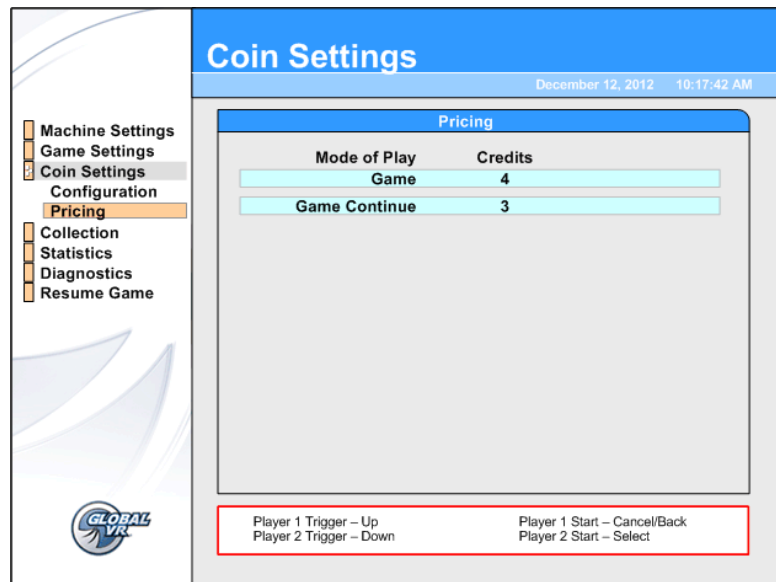 Coin Settings
December 12, 2012 10:17:42 AM
Machine Settings
Game Settings
Coin Settings
Configuration
Pricing
Collection
Statistics
Diagnostics
Resume Game
Pricing
Mode of Play Credits
Game 4
Game Continue 3
GLOBAL
VR
Player 1 Trigger – Up Player 1 Start – Cancel/Back
Player 2 Trigger – Down Player 2 Start – Select